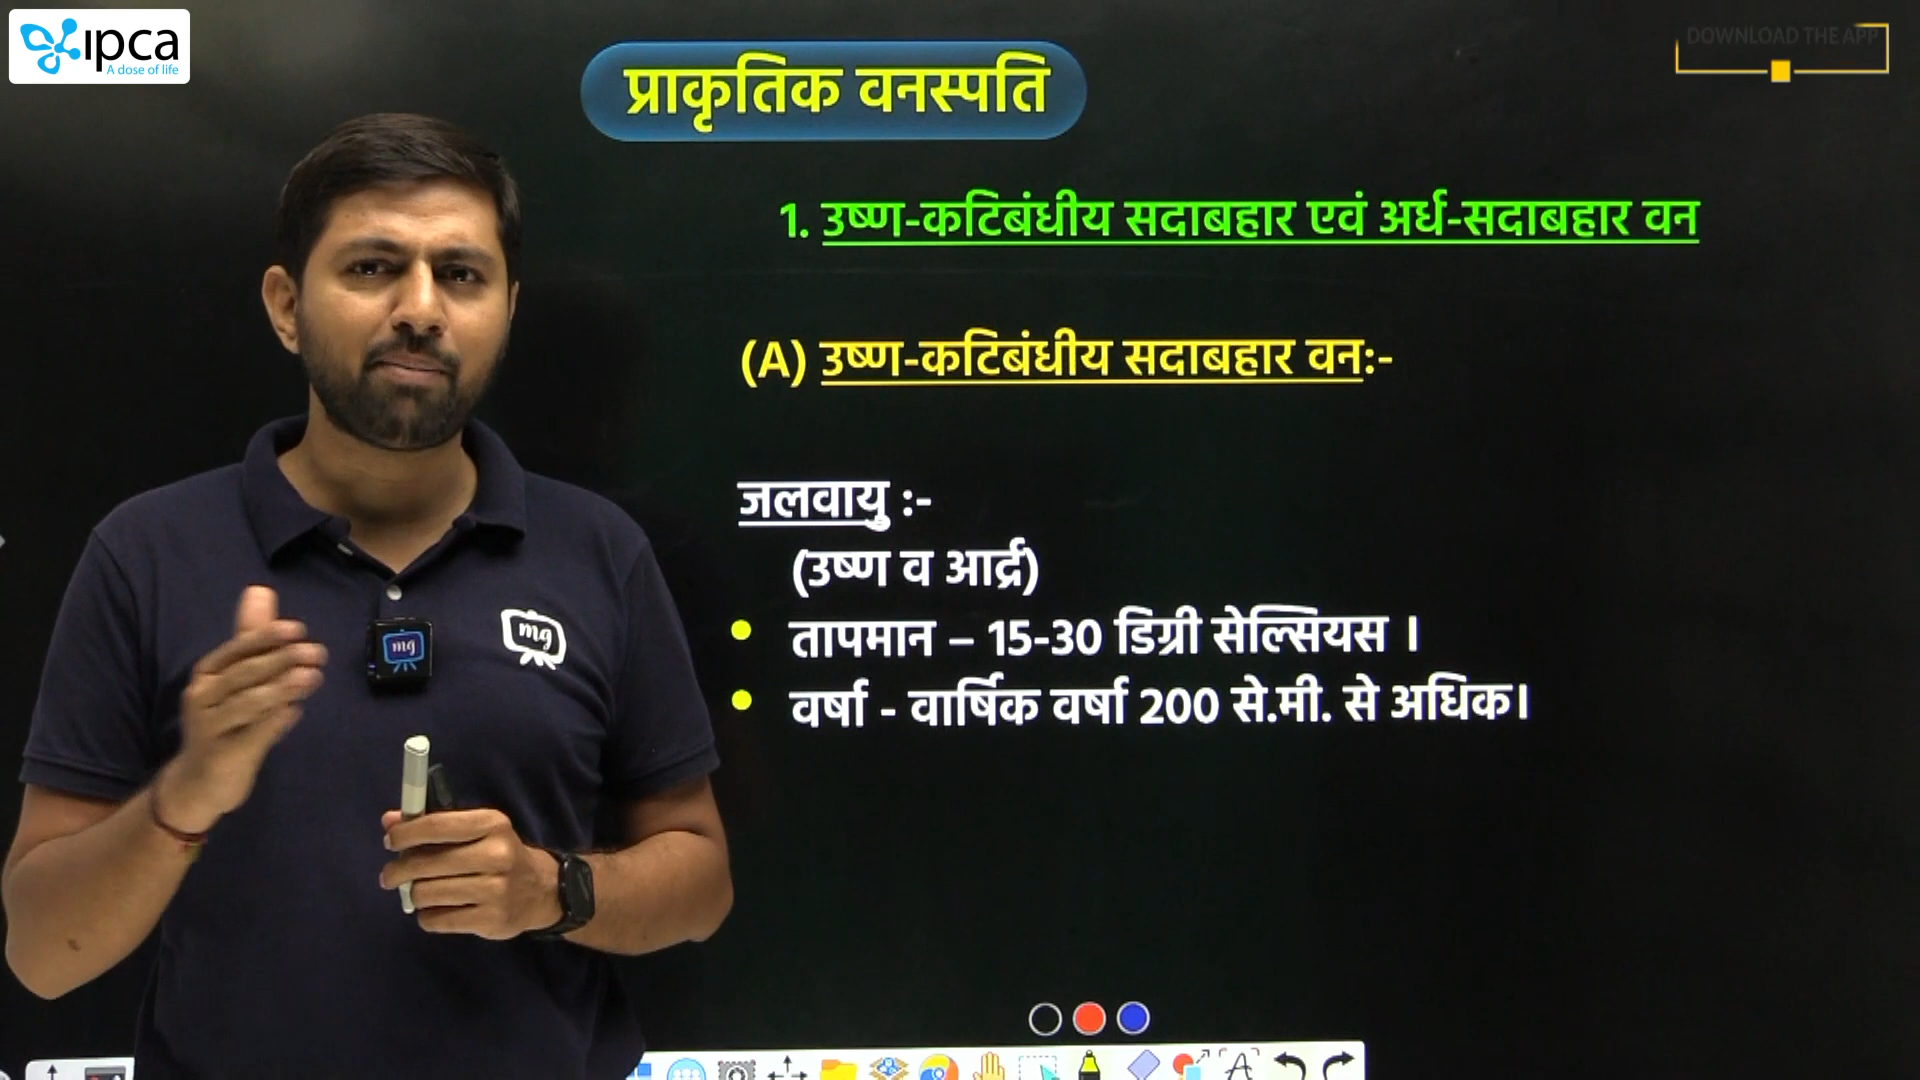 ipca
A dose of life
DOWNLOAD THE APP
प्राकृतिक वनस्पति
1. उष्ण-कटिबंधीय सदाबहार एवं अर्ध-सदाबहार वन
(A) उष्ण-कटिबंधीय सदाबहार वन:-
जलवायु :-
(उष्ण व आर्द्र)
तापमान – 15-30 डिग्री सेल्सियस ।
वर्षा - वार्षिक वर्षा 200 से.मी. से अधिक।
mg
mg